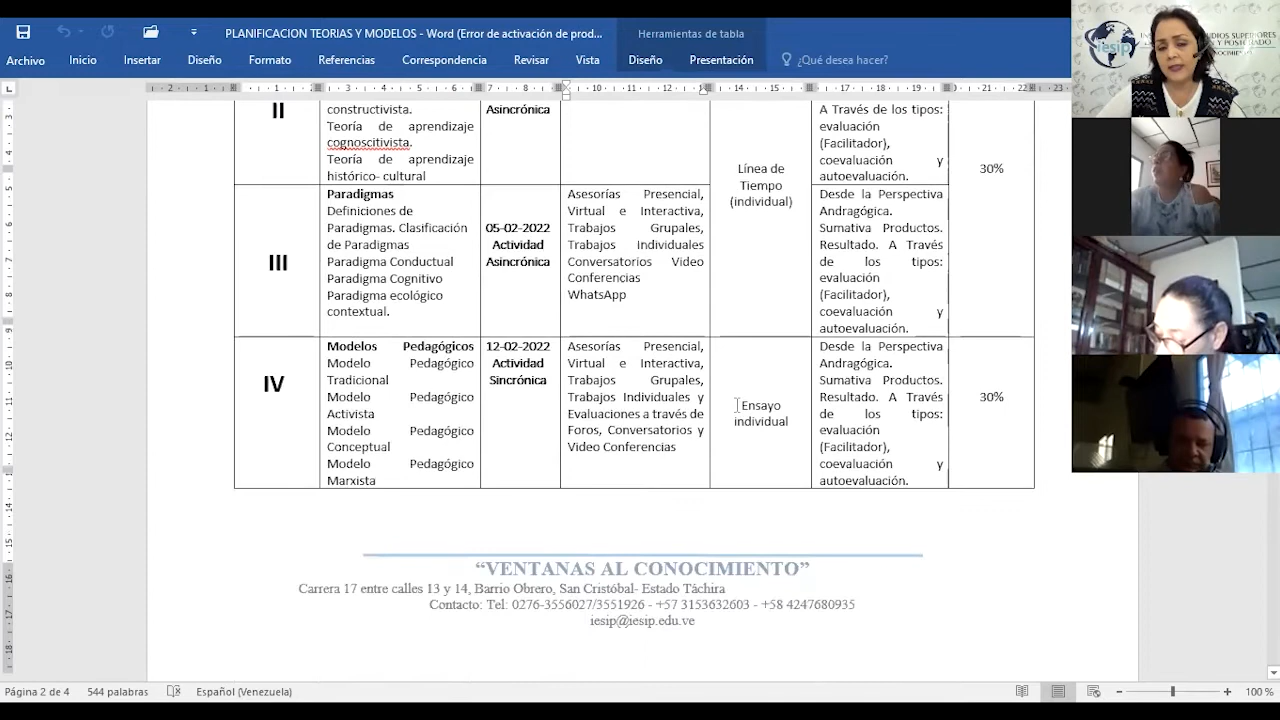 PLANIFICACION TEORIAS Y MODELOS - Word (Error de activación de prod...
Herramientas de tabla
Archivo
Inicio
Insertar
Diseño
Formato
Referencias
Correspondencia
Revisar
Vista
Diseño
Presentación
¿Qué desea hacer?
iesip
II
constructivista.
Teoría de aprendizaje
cognoscitivista.
Teoría de aprendizaje
histórico- cultural
Asincrónica
Línea de
Tiempo
(individual)
A Través de los tipos:
evaluación
(Facilitador),
coevaluación y
autoevaluación.
30%
III
Paradigmas
Definiciones de
Paradigmas. Clasificación
de Paradigmas
Paradigma Conductual
Paradigma Cognitivo
Paradigma ecológico
contextual.
05-02-2022
Actividad
Asincrónica
Asesorías Presencial,
Virtual e Interactiva,
Trabajos Grupales,
Trabajos Individuales
Conversatorios Video
Conferencias
WhatsApp
Desde la Perspectiva
Andragógica.
Sumativa Productos.
Resultado. A Través
de los tipos:
evaluación
(Facilitador),
coevaluación y
autoevaluación.
IV
Modelos Pedagógicos
Modelo Pedagógico
Tradicional
Modelo Pedagógico
Activista
Modelo Pedagógico
Conceptual
Modelo Pedagógico
Marxista
12-02-2022
Actividad
Sincrónica
Asesorías Presencial,
Virtual e Interactiva,
Trabajos Grupales,
Trabajos Individuales y
Evaluaciones a través de
Foros, Conversatorios y
Video Conferencias
Ensayo
individual
Desde la Perspectiva
Andragógica.
Sumativa Productos.
Resultado. A Través
de los tipos:
evaluación
(Facilitador),
coevaluación y
autoevaluación.
30%
“VENTANAS AL CONOCIMIENTO”
Carrera 17 entre calles 13 y 14, Barrio Obrero, San Cristóbal- Estado Táchira
Contacto: Tel: 0276-3556027/3551926 - +57 3153632603 - +58 4247680935
iesip@iesip.edu.ve
Página 2 de 4
544 palabras
Español (Venezuela)
100 %